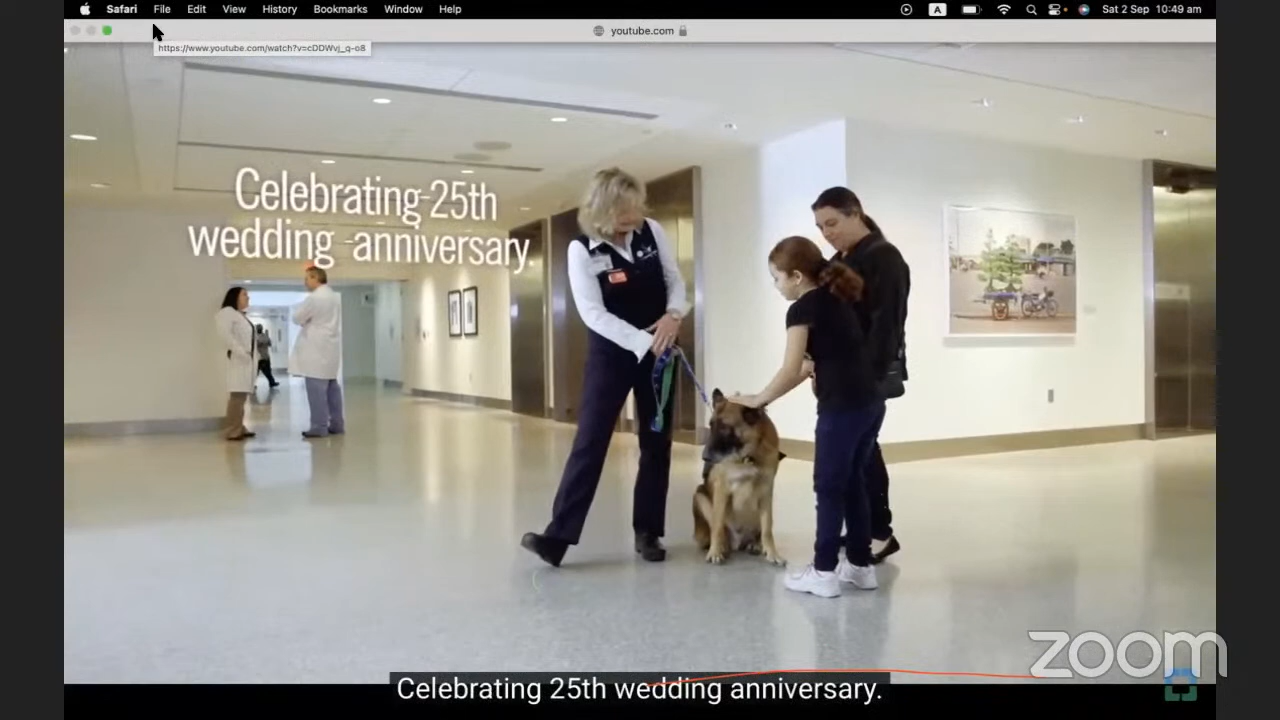 Safari File Edit View History Bookmarks Window Help A Sat 2 Sep 10:49 am
youtube.com
https://www.youtube.com/watch?v=cDDWvj_q-o8
Celebrating 25th
wedding anniversary.
zoom
Celebrating 25th wedding anniversary.